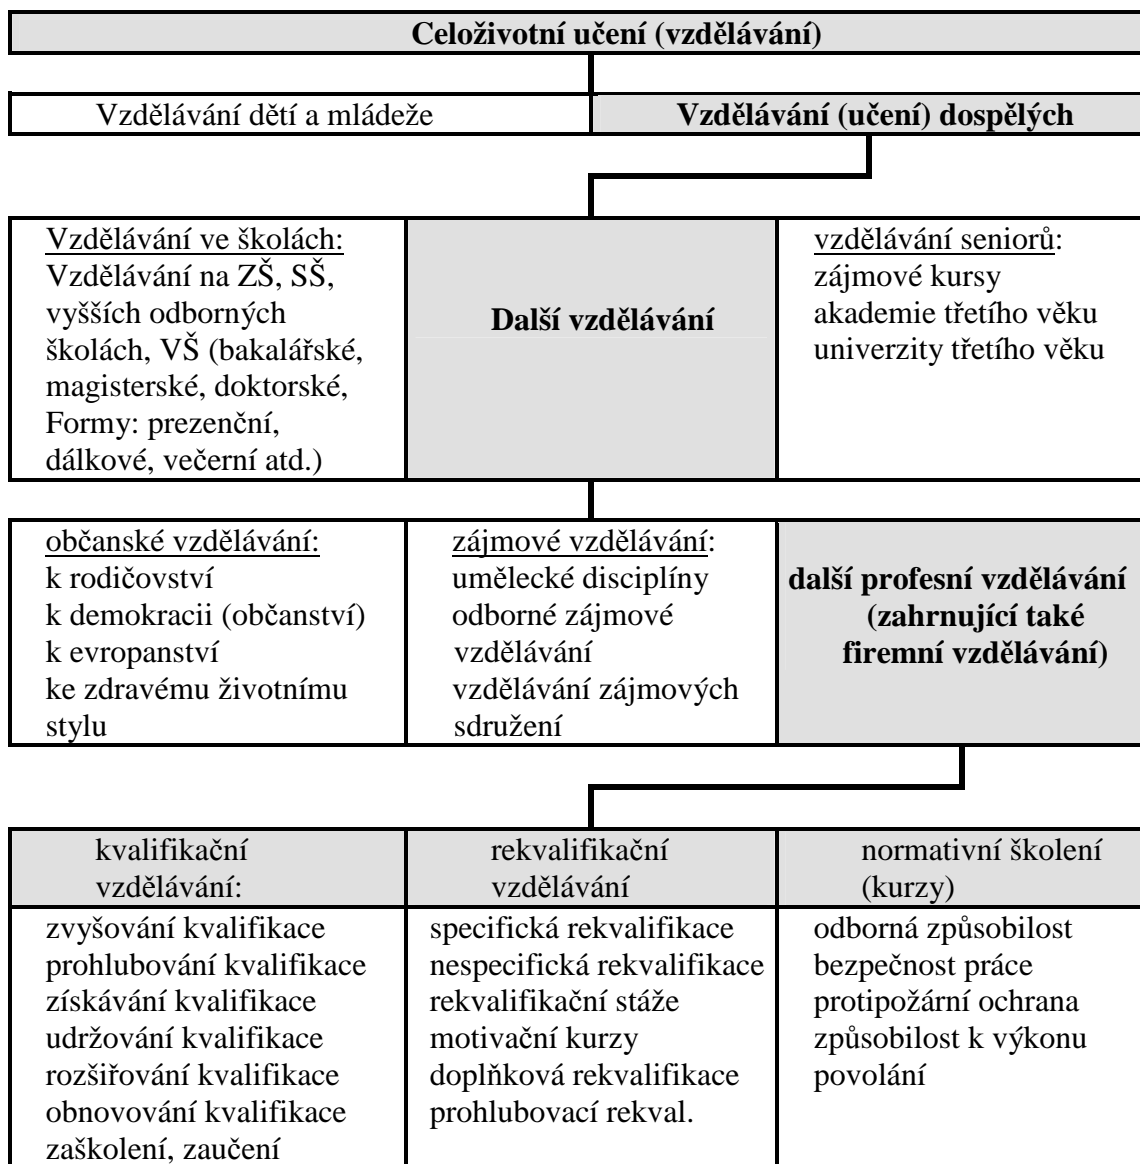 Celoživotní učení (vzdělávání)
Vzdělávání dětí a mládeže
Vzdělávání (učení) dospělých
Vzdělávání ve školách:
Vzdělávání na ZŠ, SŠ,
vyšších odborných
školách, VŠ (bakalářské,
magisterské, doktorské,
Formy: prezenční,
dálkové, večerní atd.)
Další vzdělávání
vzdělávání seniorů:
zájmové kursy
akademie třetího věku
univerzity třetího věku
občanské vzdělávání:
k rodičovství
k demokracii (občanství)
k evropanství
ke zdravému životnímu
stylu
zájmové vzdělávání:
umělecké disciplíny
odborné zájmové
vzdělávání
vzdělávání zájmových
sdružení
další profesní vzdělávání
(zahrnující také
firemní vzdělávání)
kvalifikační
vzdělávání:
zvyšování kvalifikace
prohlubování kvalifikace
získávání kvalifikace
udržování kvalifikace
rozšiřování kvalifikace
obnovování kvalifikace
zaškolení, zaučení
rekvalifikační
vzdělávání
specifická rekvalifikace
nespecifická rekvalifikace
rekvalifikační stáže
motivační kurzy
doplňková rekvalifikace
prohlubovací rekval.
normativní školení
(kurzy)
odborná způsobilost
bezpečnost práce
protipožární ochrana
způsobilost k výkonu
povolání